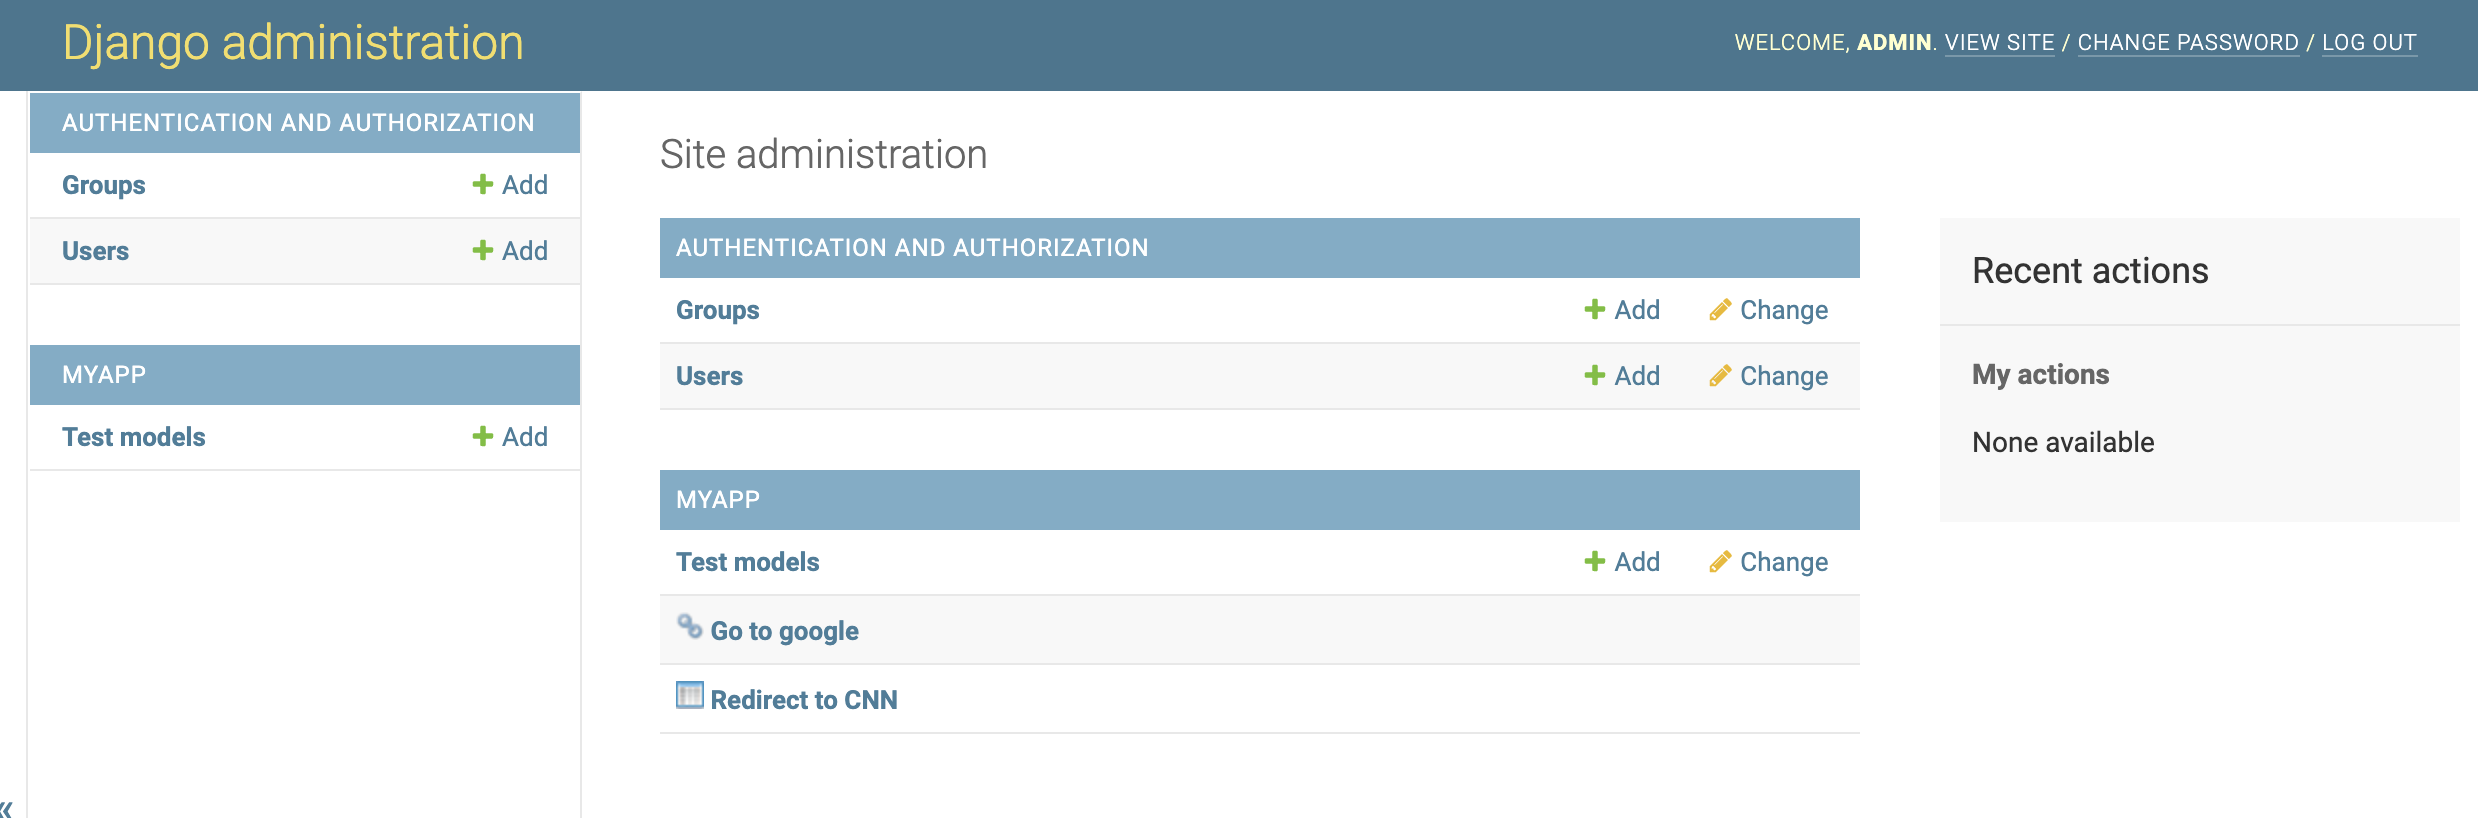 Django administration
WELCOME, ADMIN. VIEW SITE / CHANGE PASSWORD / LOG OUT
AUTHENTICATION AND AUTHORIZATION
Groups + Add
Users + Add
MYAPP
Test models + Add
«
Site administration
AUTHENTICATION AND AUTHORIZATION
Groups + Add Change
Users + Add Change
MYAPP
Test models + Add Change
Go to google
Redirect to CNN
Recent actions
My actions
None available